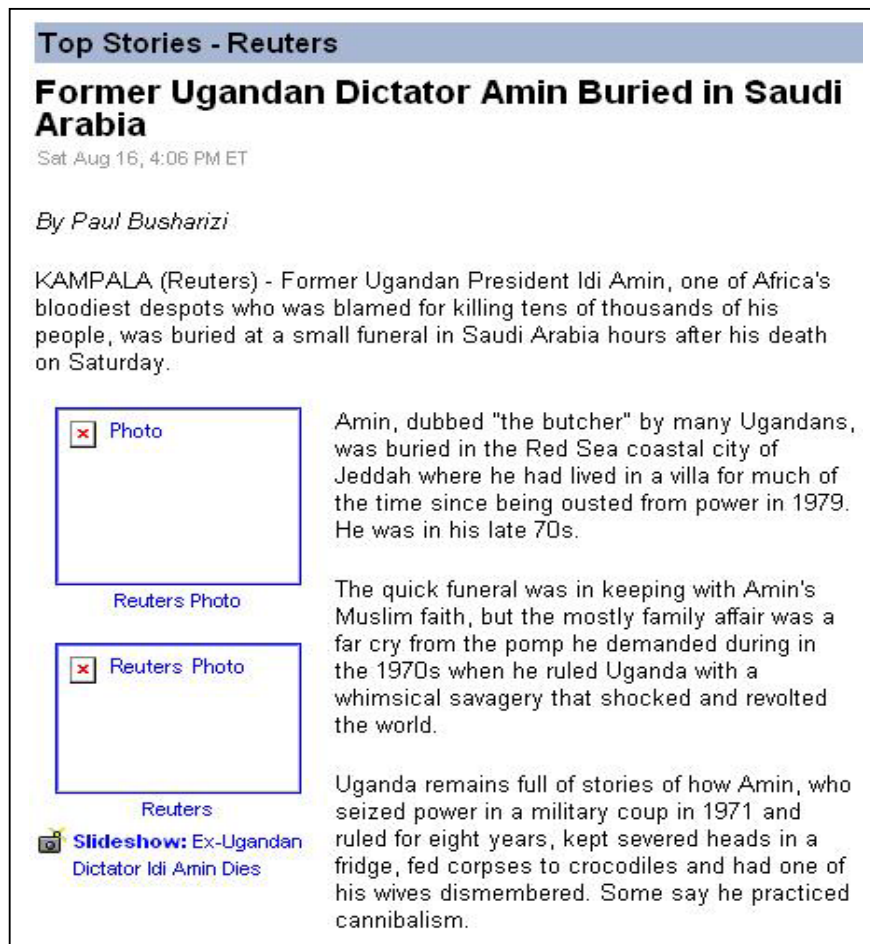 Top Stories - Reuters
Former Ugandan Dictator Amin Buried in Saudi
Arabia
Sat Aug 16, 4:06 PM ET
By Paul Busharizi
KAMPALA (Reuters) - Former Ugandan President Idi Amin, one of Africa's
bloodiest despots who was blamed for killing tens of thousands of his
people, was buried at a small funeral in Saudi Arabia hours after his death
on Saturday.
Photo
Reuters Photo
Reuters Photo
Reuters
Slideshow: Ex-Ugandan
Dictator Idi Amin Dies
Amin, dubbed "the butcher" by many Ugandans,
was buried in the Red Sea coastal city of
Jeddah where he had lived in a villa for much of
the time since being ousted from power in 1979.
He was in his late 70s.
The quick funeral was in keeping with Amin's
Muslim faith, but the mostly family affair was a
far cry from the pomp he demanded during in
the 1970s when he ruled Uganda with a
whimsical savagery that shocked and revolted
the world.
Uganda remains full of stories of how Amin, who
seized power in a military coup in 1971 and
ruled for eight years, kept severed heads in a
fridge, fed corpses to crocodiles and had one of
his wives dismembered. Some say he practiced
cannibalism.